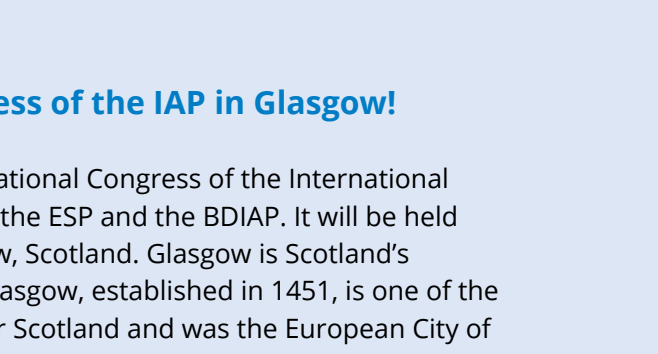 ess of the IAP in Glasgow!
ational Congress of the International
the ESP and the BDIAP. It will be held
w, Scotland. Glasgow is Scotland’s
asgow, established in 1451, is one of the
r Scotland and was the European City of